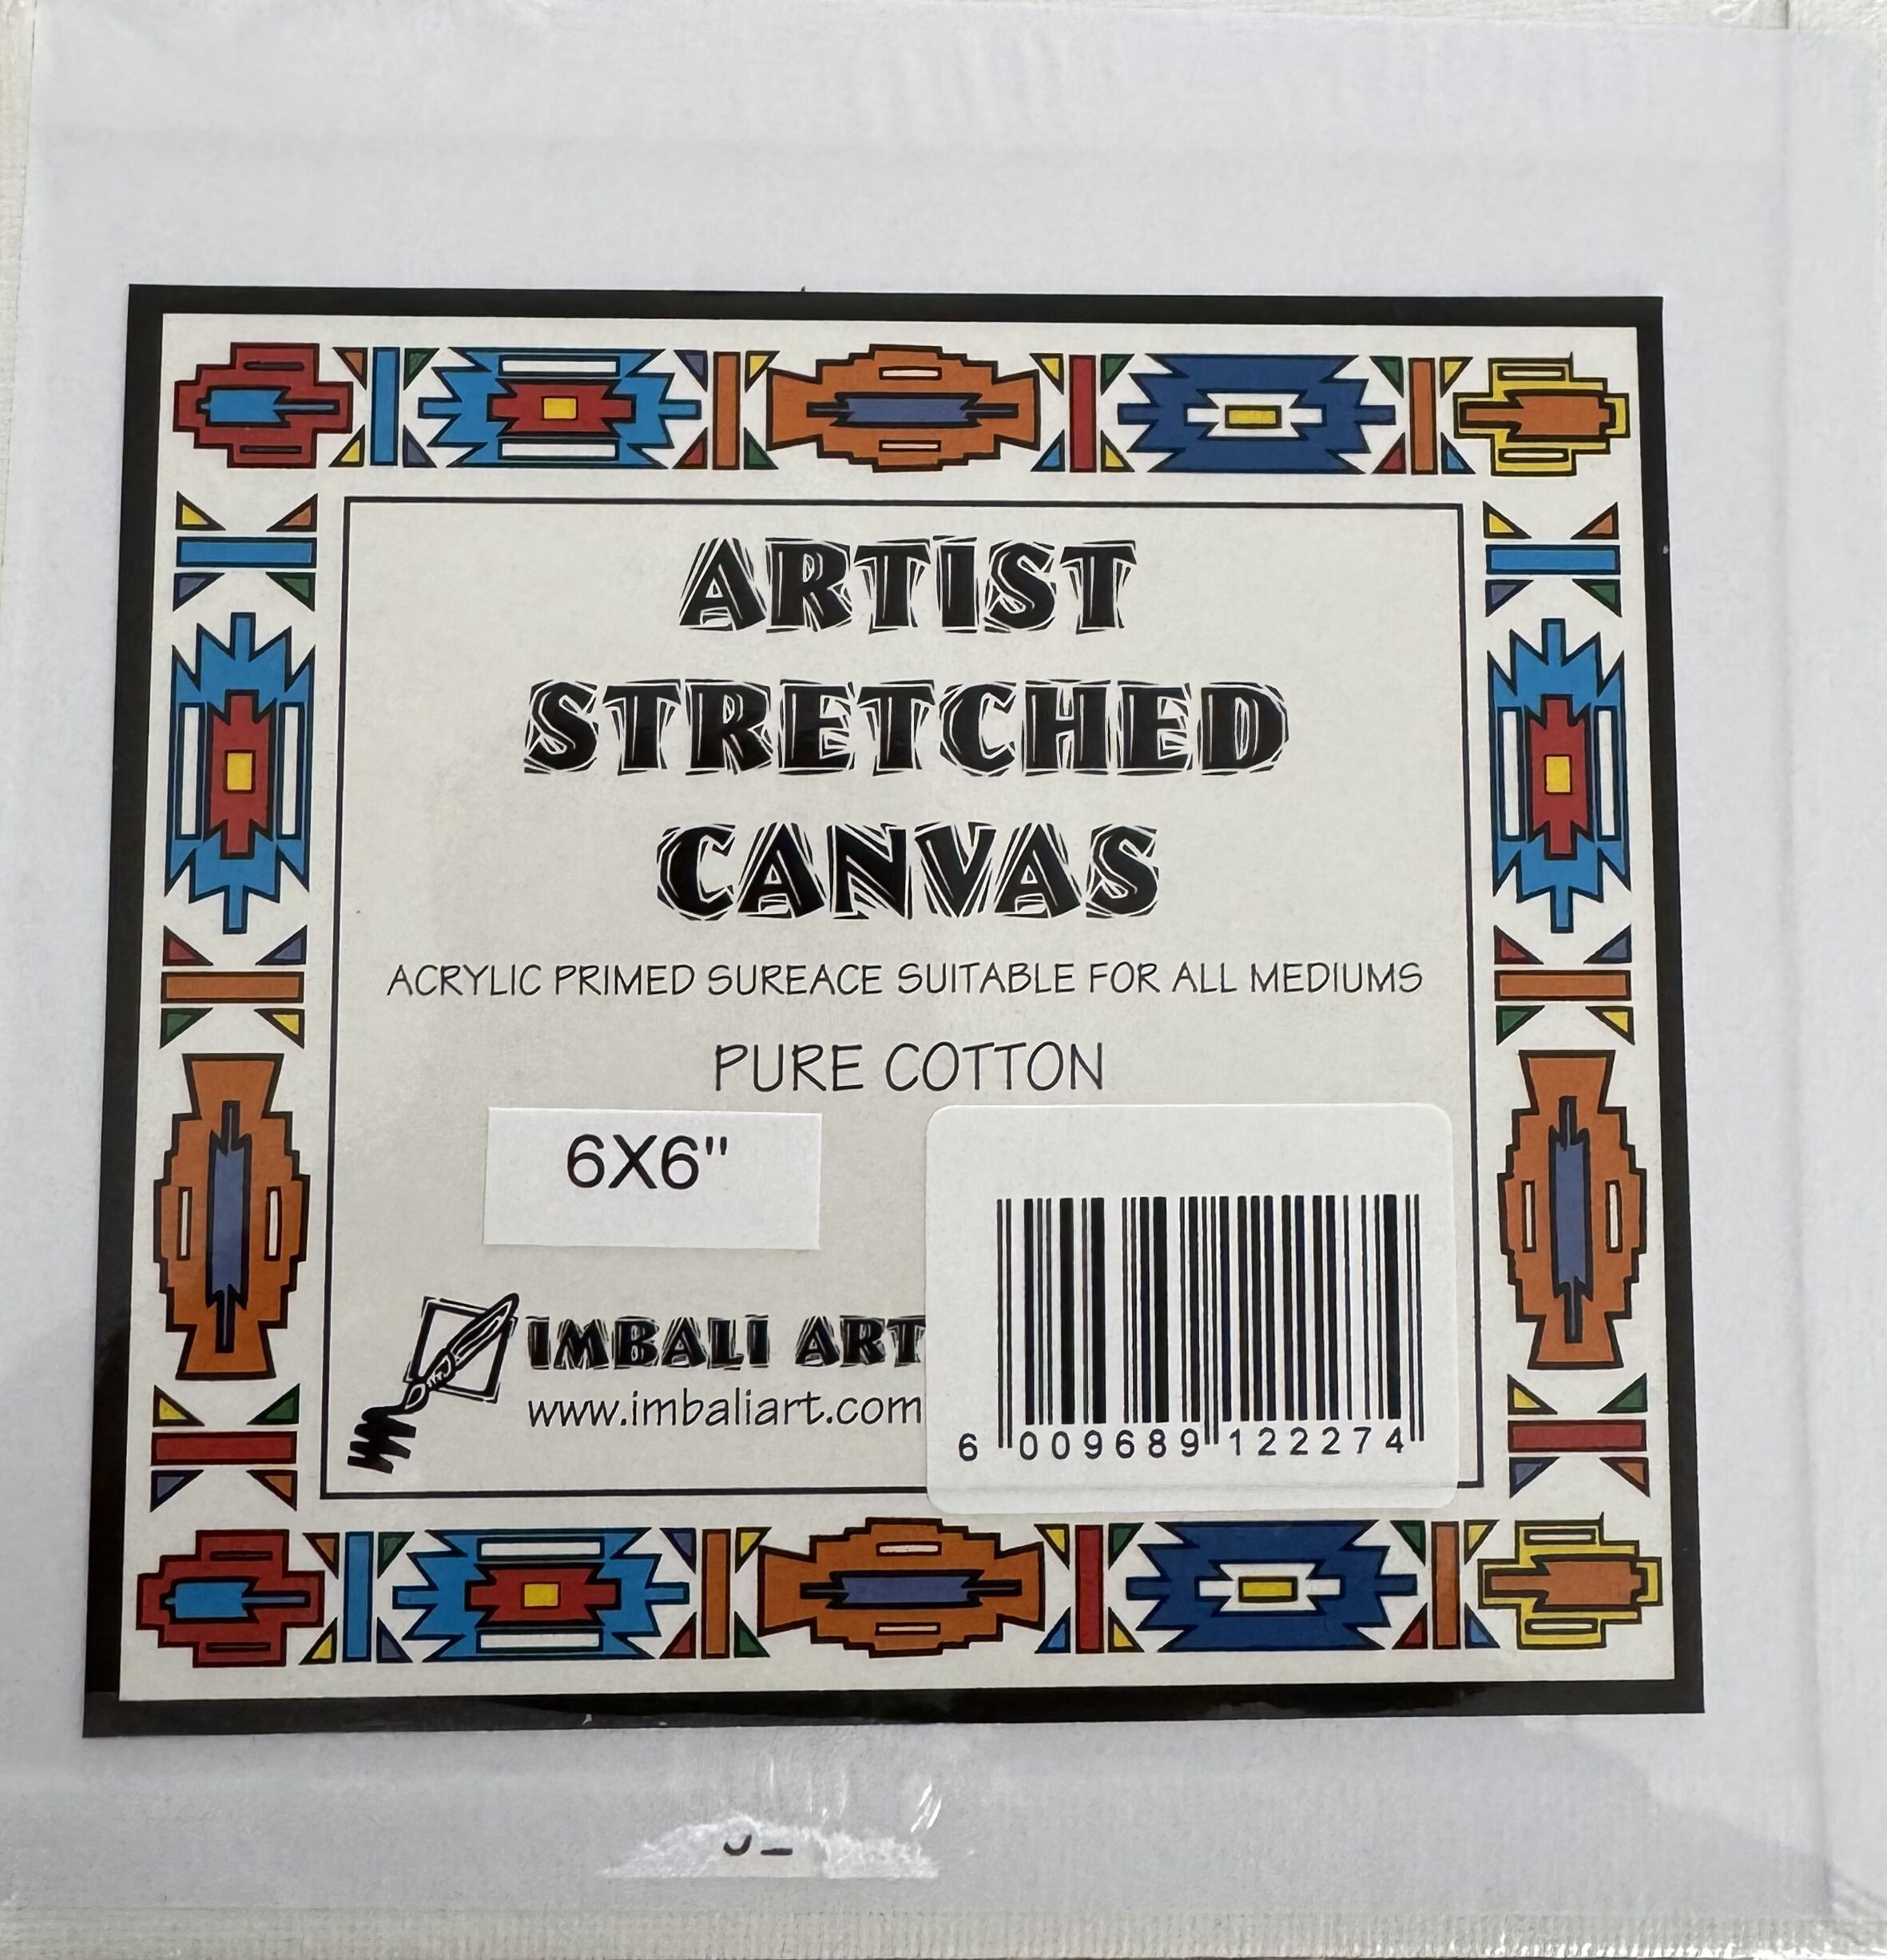 ARTIST
STRETCHED
CANVAS
ACRYLIC PRIMED SUREACE SUITABLE FOR ALL MEDIUMS
PURE COTTON
6X6"
IMBALI ART
www.imbaliart.com
6 009689 122274